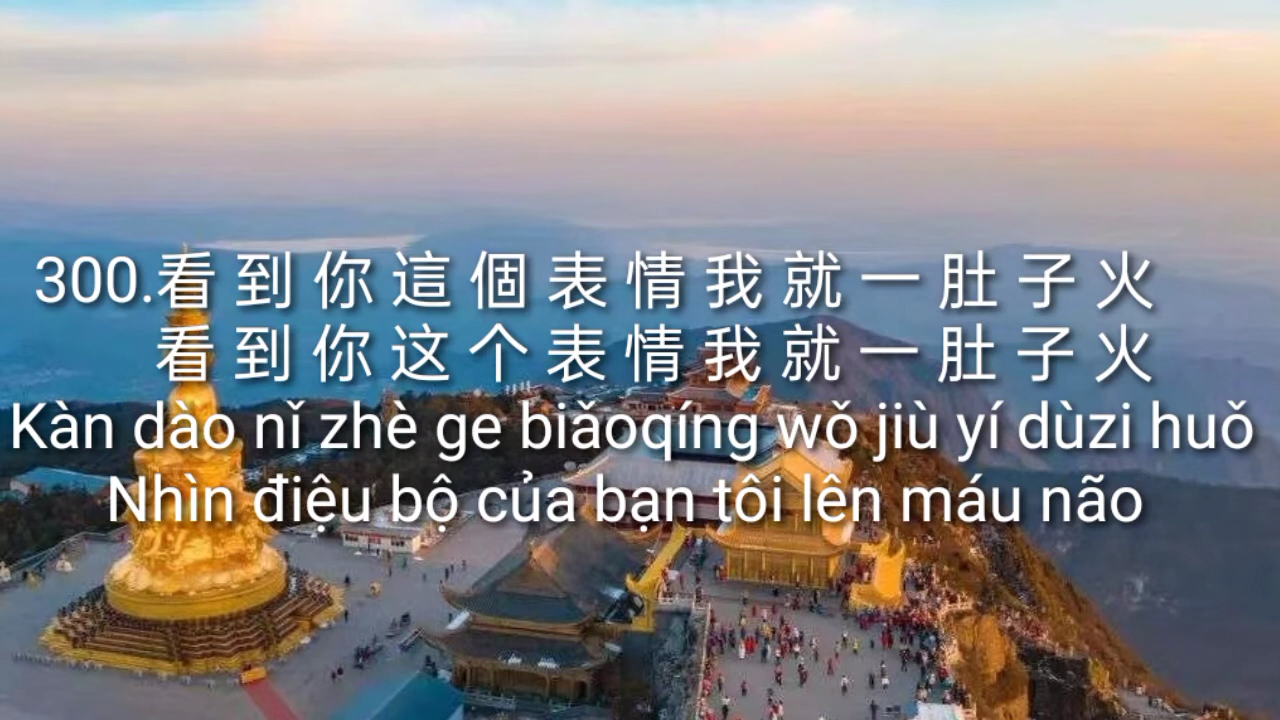 300.看到你這個表情我就一肚子火
看到你这个表情我就一肚子火
Kàn dào nǐ zhè ge biǎoqíng wǒ jiù yí dùzi huǒ
Nhìn điệu bộ của bạn tôi lên máu não